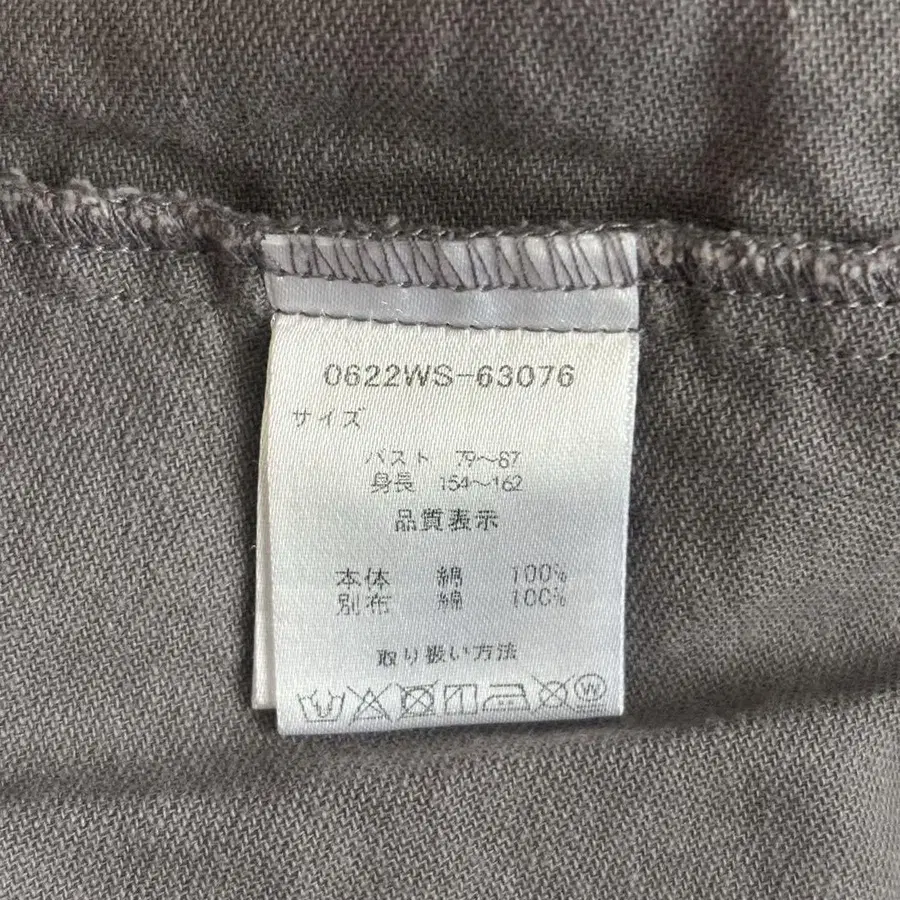 0622WS-63076
サイズ
バスト 79～87
身長 154～162
品質表示
本体 綿 100%
別布 綿 100%
取り扱い方法
W